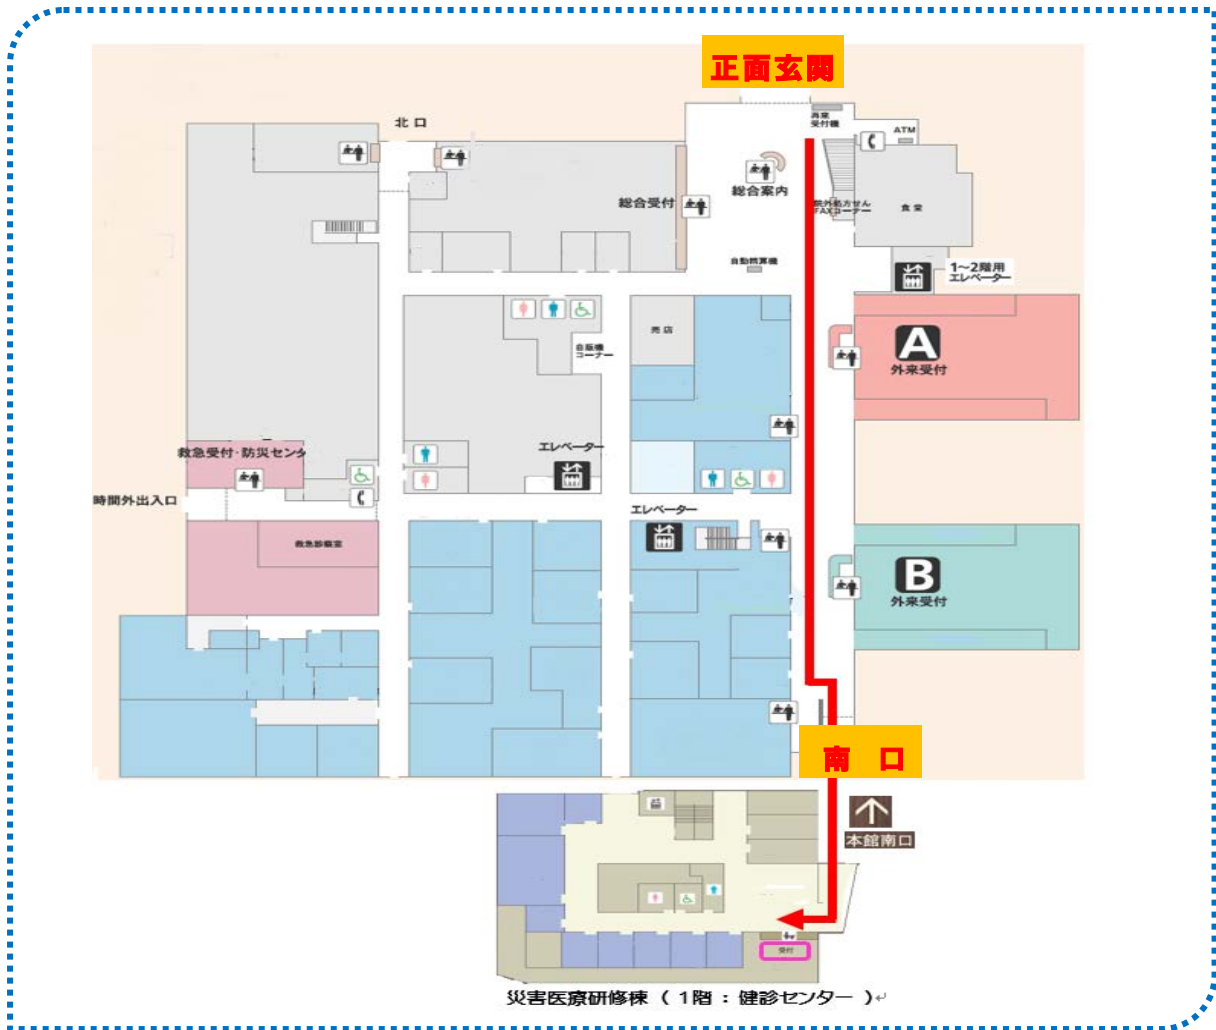 正面玄関
再来
受付機
ATM
北口
総合案内
総合受付
院外処方せん
FAXコーナー
食堂
自動精算機
1～2階用
エレベーター
売店
自販機
コーナー
A
外来受付
救急受付・防災センタ
エレベーター
時間外出入口
エレベーター
救急診察室
B
外来受付
南 口
本館南口
受付
災害医療研修棟 （ 1階 ： 健診センター ）↵